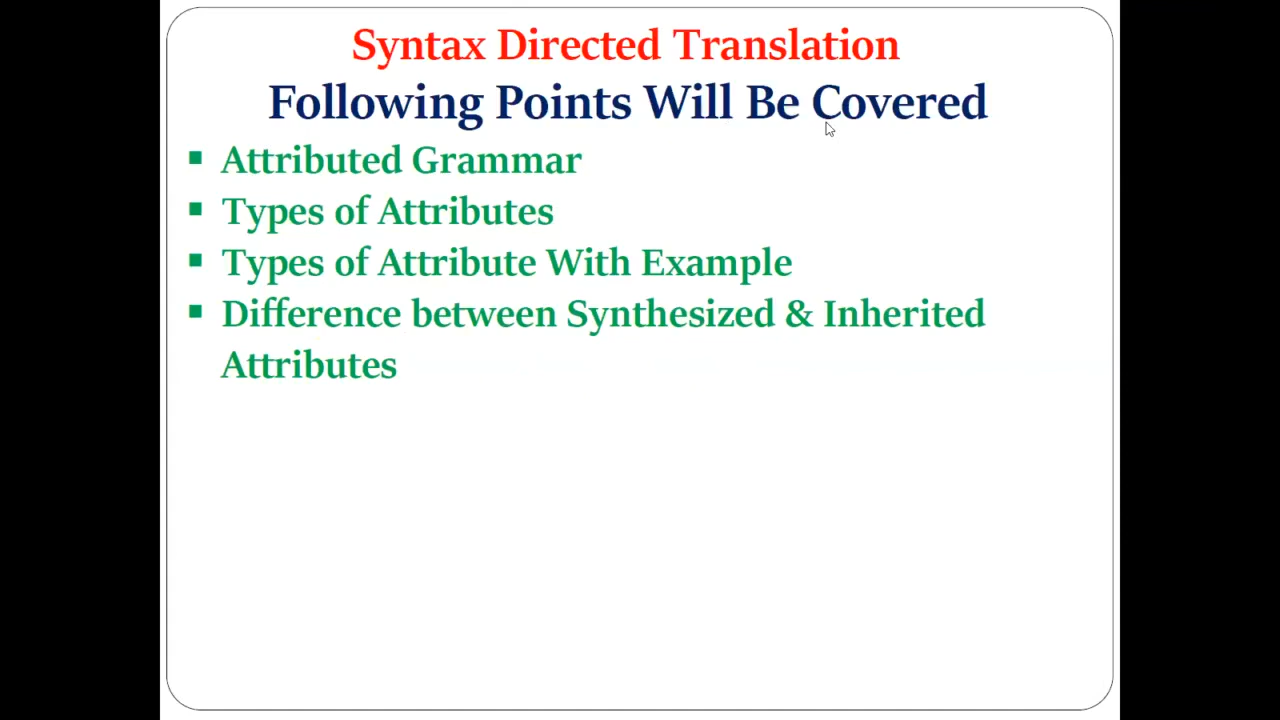 Syntax Directed Translation
Following Points Will Be Covered
▪ Attributed Grammar
▪ Types of Attributes
▪ Types of Attribute With Example
▪ Difference between Synthesized & Inherited
Attributes